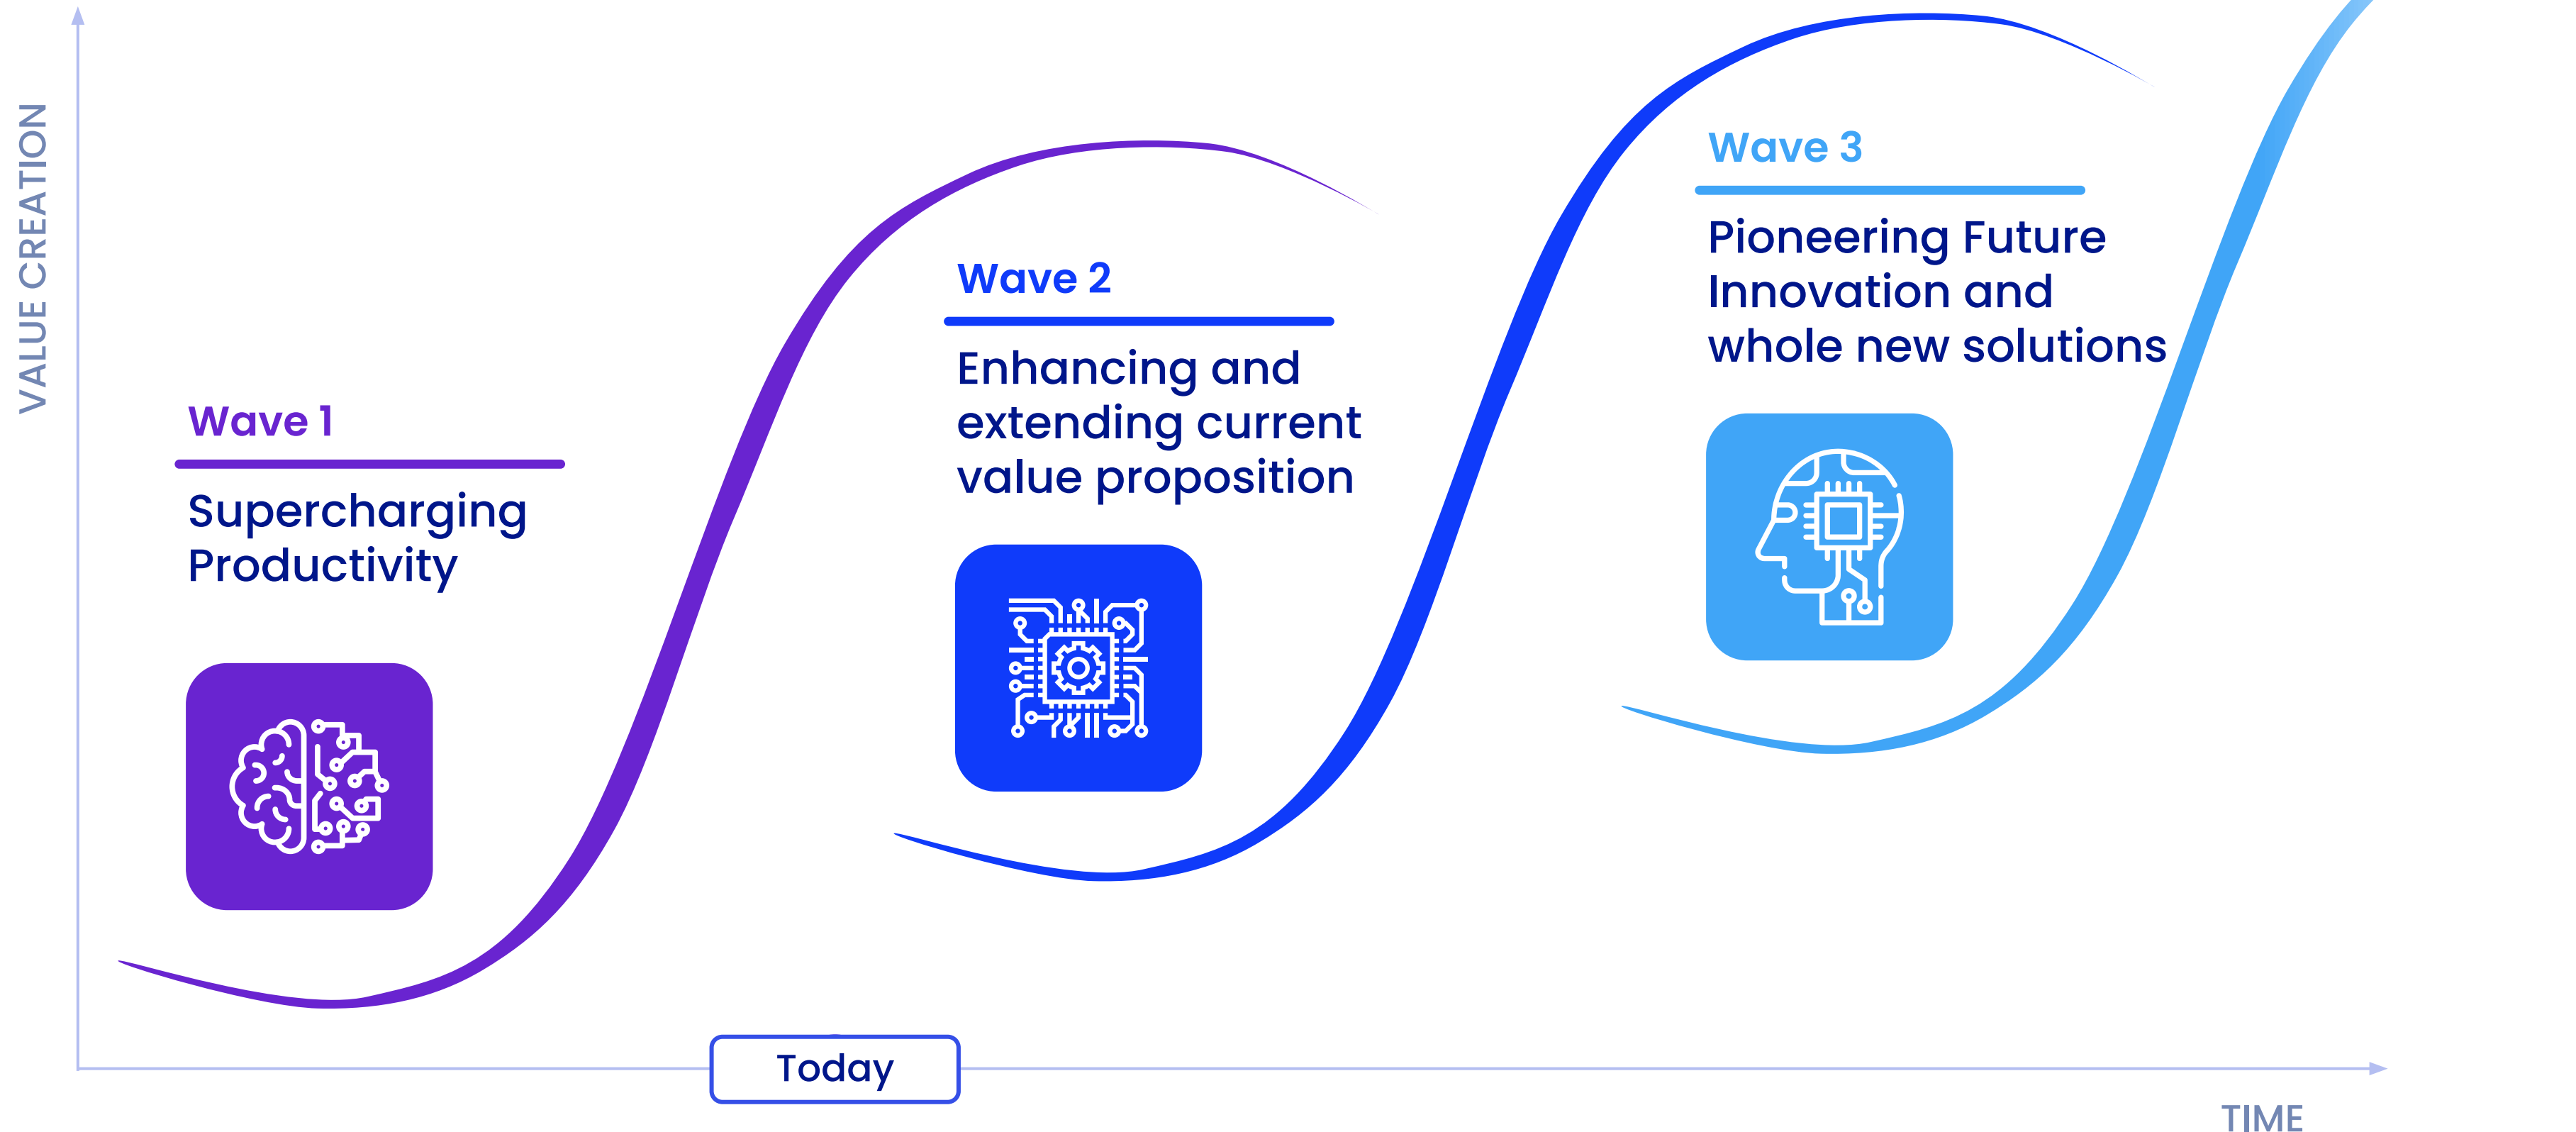 VALUE CREATION
Wave 1
Supercharging
Productivity
Wave 2
Enhancing and
extending current
value proposition
Wave 3
Pioneering Future
Innovation and
whole new solutions
Today
TIME